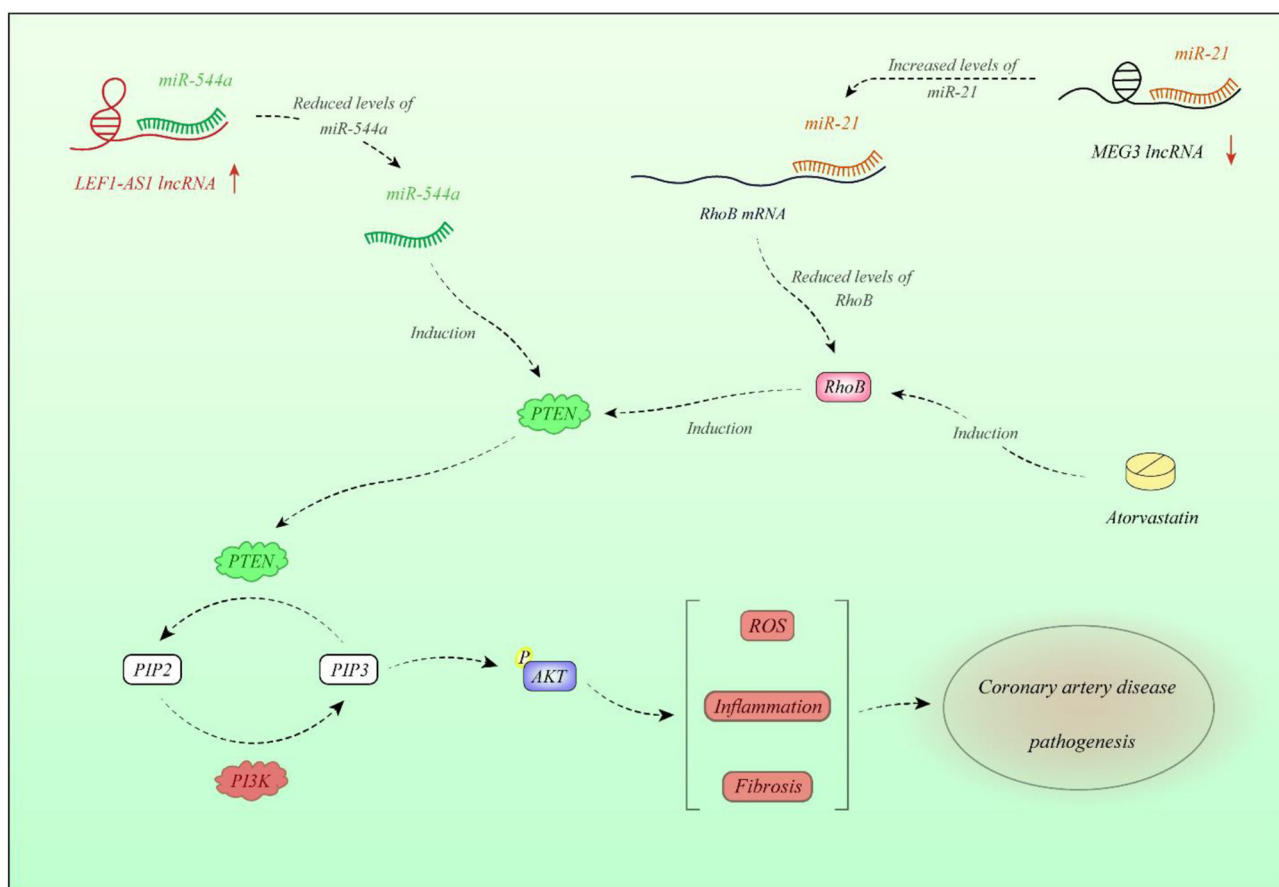 miR-544a
Reduced levels of
miR-544a
LEF1-AS1 lncRNA
miR-544a
Induction
Increased levels of
miR-21
miR-21
miR-21
MEG3 lncRNA
RhoB mRNA
Reduced levels of
RhoB
RhoB
PTEN
Induction
Induction
Atorvastatin
PTEN
PIP2
PIP3
PI3K
P
AKT
ROS
Inflammation
Fibrosis
Coronary artery disease
pathogenesis